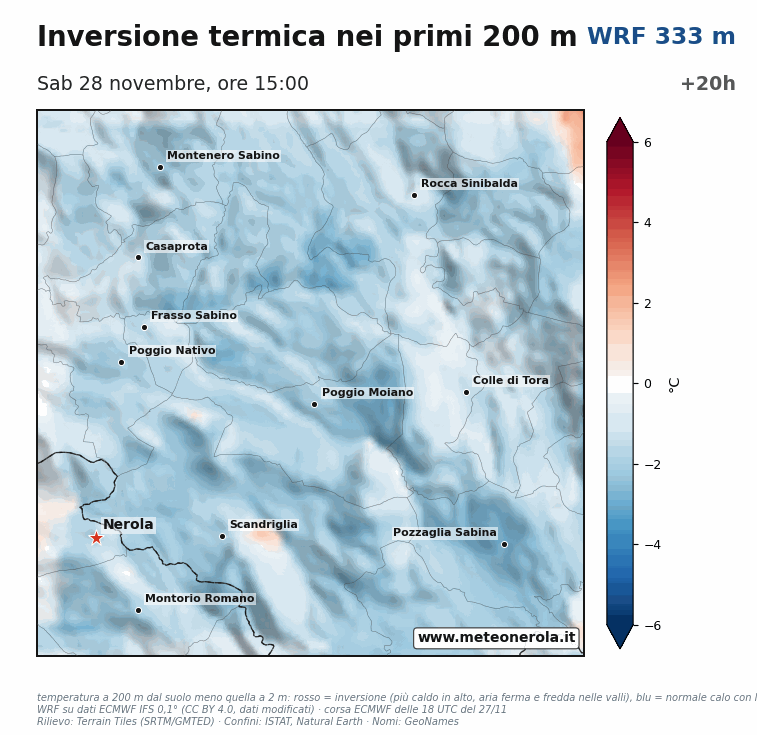 Inversione termica nei primi 200 m WRF 333 m
Sab 28 novembre, ore 15:00 +20h
Montenero Sabino
Rocca Sinibalda
Casaprota
Frasso Sabino
Poggio Nativo
Poggio Moiano
Colle di Tora
Nerola
Scandriglia
Pozzaglia Sabina
Montorio Romano
www.meteonerola.it
6
4
2
0
−2
−4
−6
°C
temperatura a 200 m dal suolo meno quella a 2 m: rosso = inversione (più caldo in alto, aria ferma e fredda nelle valli), blu = normale calo con l
WRF su dati ECMWF IFS 0,1° (CC BY 4.0, dati modificati) · corsa ECMWF delle 18 UTC del 27/11
Rilievo: Terrain Tiles (SRTM/GMTED) · Confini: ISTAT, Natural Earth · Nomi: GeoNames